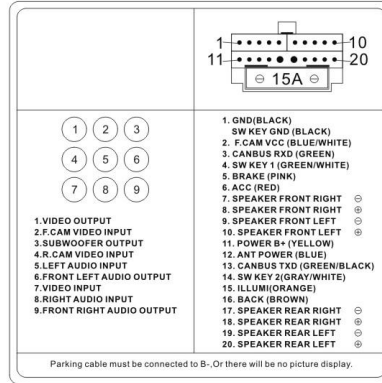 1 10
11 20
⊖ 15A ⊖
1 2 3
4 5 6
7 8 9
1.VIDEO OUTPUT
2.F.CAM VIDEO INPUT
3.SUBWOOFER OUTPUT
4.R.CAM VIDEO INPUT
5.LEFT AUDIO INPUT
6.FRONT LEFT AUDIO OUTPUT
7.VIDEO INPUT
8.RIGHT AUDIO INPUT
9.FRONT RIGHT AUDIO OUTPUT
1. GND(BLACK)
SW KEY GND (BLACK)
2. F.CAM VCC (BLUE/WHITE)
3. CANBUS RXD (GREEN)
4. SW KEY 1 (GREEN/WHITE)
5. BRAKE (PINK)
6. ACC (RED)
7. SPEAKER FRONT RIGHT ⊖
8. SPEAKER FRONT RIGHT ⊕
9. SPEAKER FRONT LEFT ⊖
10. SPEAKER FRONT LEFT ⊕
11. POWER B+ (YELLOW)
12. ANT POWER (BLUE)
13. CANBUS TXD (GREEN/BLACK)
14. SW KEY2(GRAY/WHITE)
15. ILLUMI(ORANGE)
16. BACK (BROWN)
17. SPEAKER REAR RIGHT ⊖
18. SPEAKER REAR RIGHT ⊕
19. SPEAKER REAR LEFT ⊖
20. SPEAKER REAR LEFT ⊕
Parking cable must be connected to B-,Or there will be no picture display.